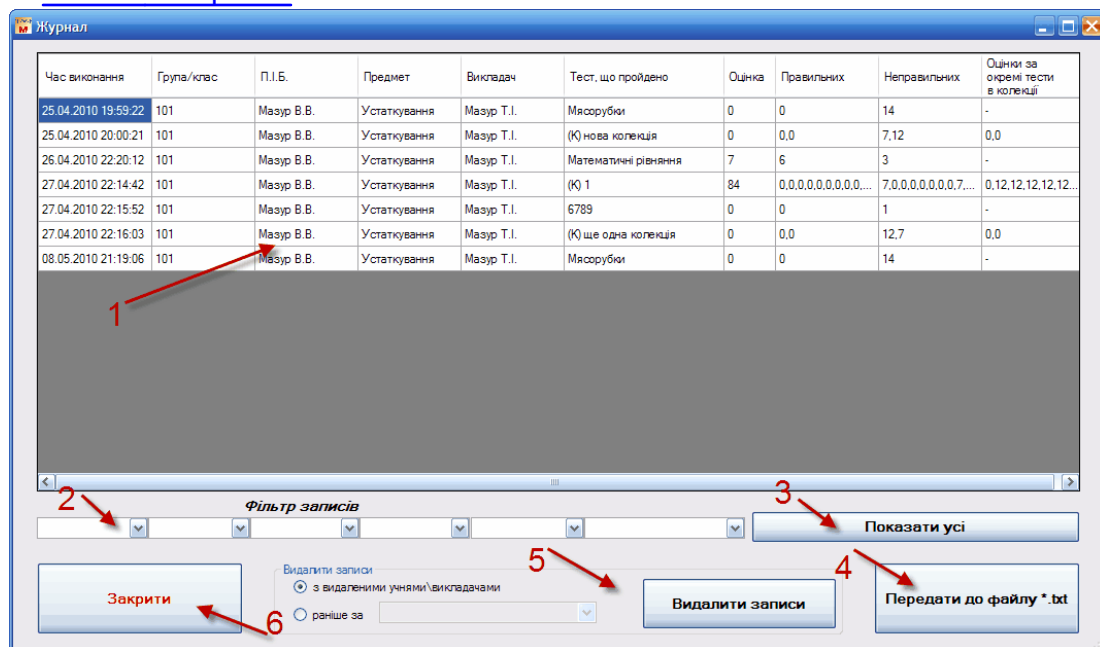 Журнал
Час виконання Група/клас П.І.Б. Предмет Викладач Тест, що пройдено Оцінка Правильних Неправильних Оцінки за окремі тести в колекції
25.04.2010 19:59:22 101 Мазур В.В. Устаткування Мазур Т.І. Мясорубки 0 0 14 -
25.04.2010 20:00:21 101 Мазур В.В. Устаткування Мазур Т.І. (К) нова колекція 0 0,0 7,12 0,0
26.04.2010 22:20:12 101 Мазур В.В. Устаткування Мазур Т.І. Математичні рівняння 7 6 3 -
27.04.2010 22:14:42 101 Мазур В.В. Устаткування Мазур Т.І. (К) 1 84 0,0,0,0,0,0,0,0,0,... 7,0,0,0,0,0,0,0,7,... 0,12,12,12,12,12...
27.04.2010 22:15:52 101 Мазур В.В. Устаткування Мазур Т.І. 6789 0 0 1 -
27.04.2010 22:16:03 101 Мазур В.В. Устаткування Мазур Т.І. (К) ще одна колекція 0 0,0 12,7 0,0
08.05.2010 21:19:06 101 Мазур В.В. Устаткування Мазур Т.І. Мясорубки 0 0 14 -
1
2
Фільтр записів
3
Показати усі
Видалити записи
з видаленими учнями\викладачами
раніше за
5
Видалити записи
4
Передати до файлу *.txt
Закрити
6